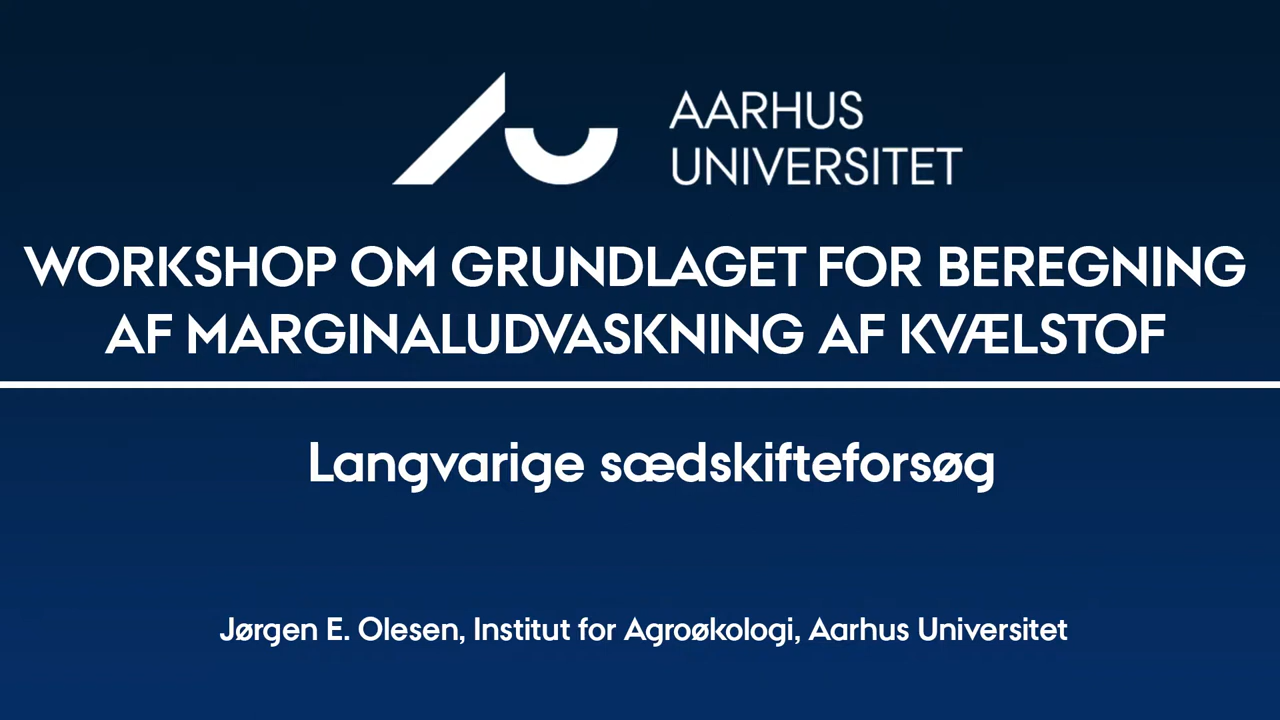 AARHUS
UNIVERSITET
WORKSHOP OM GRUNDLAGET FOR BEREGNING
AF MARGINALUDVASKNING AF KVÆLSTOF
Langvarige sædskifteforsøg
Jørgen E. Olesen, Institut for Agroøkologi, Aarhus Universitet